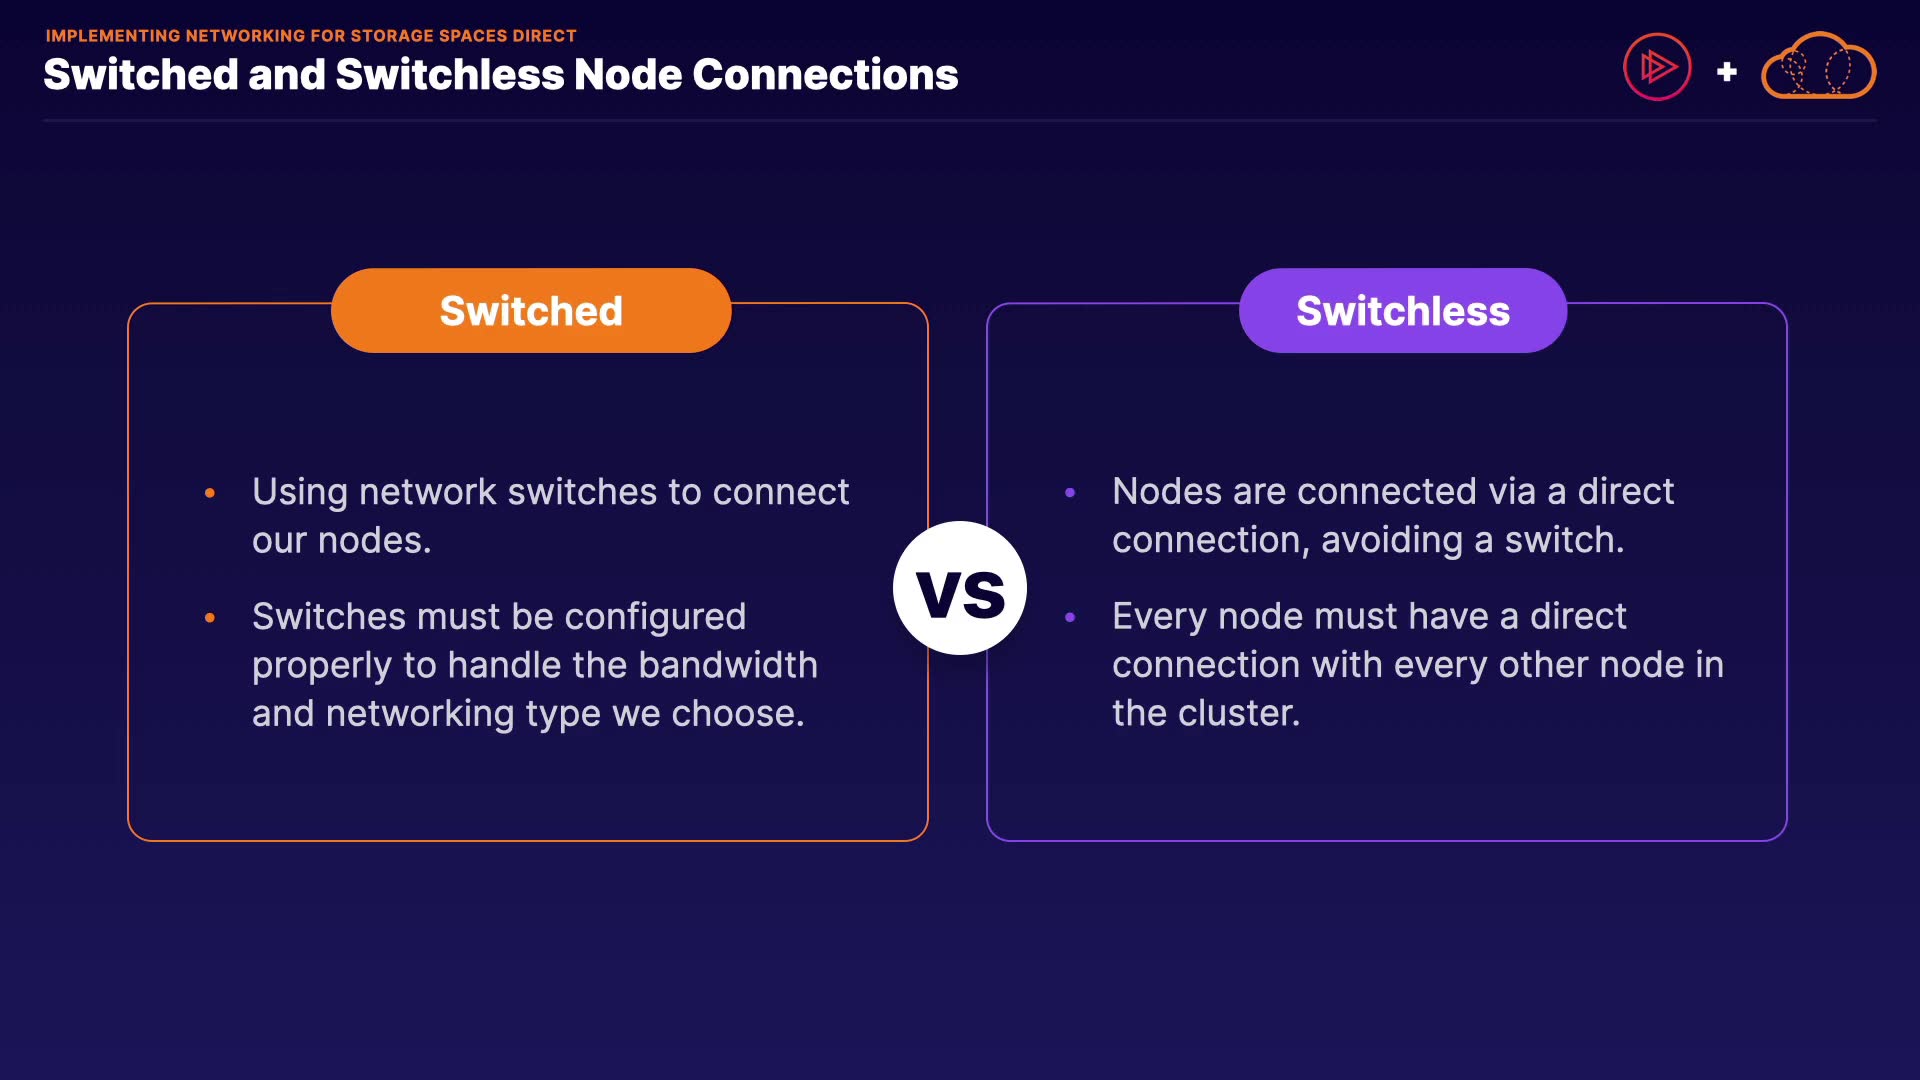 IMPLEMENTING NETWORKING FOR STORAGE SPACES DIRECT
Switched and Switchless Node Connections
+
Switched
• Using network switches to connect
our nodes.
• Switches must be configured
properly to handle the bandwidth
and networking type we choose.
vs
Switchless
• Nodes are connected via a direct
connection, avoiding a switch.
• Every node must have a direct
connection with every other node in
the cluster.